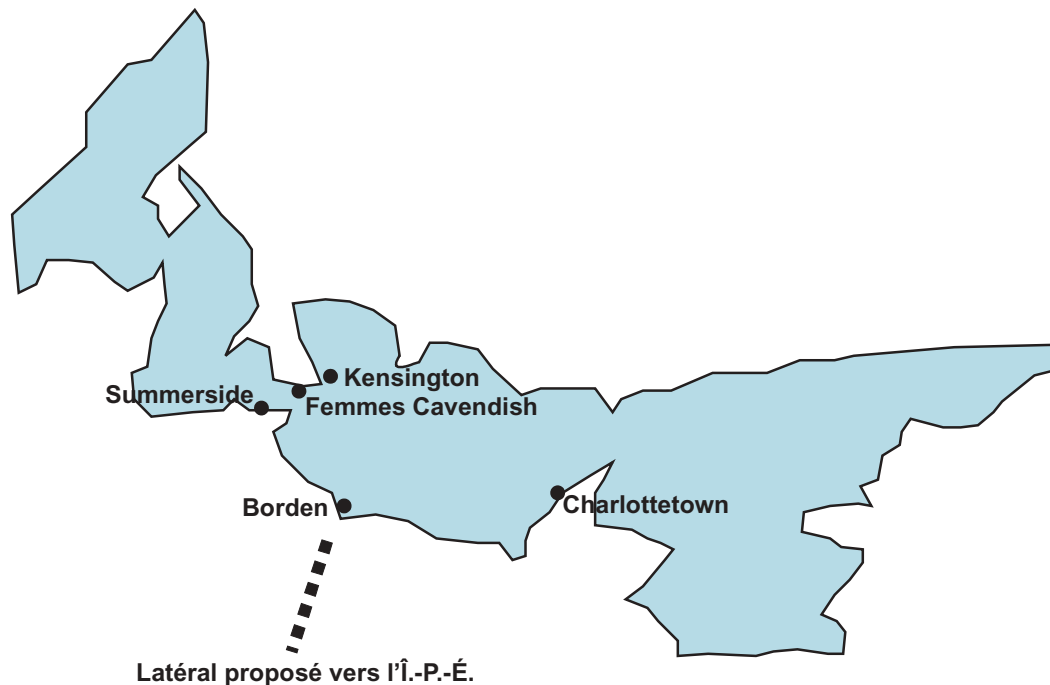 Kensington
Summerside
Femmes Cavendish
Borden
Charlottetown
Latéral proposé vers l'Î.-P.-É.